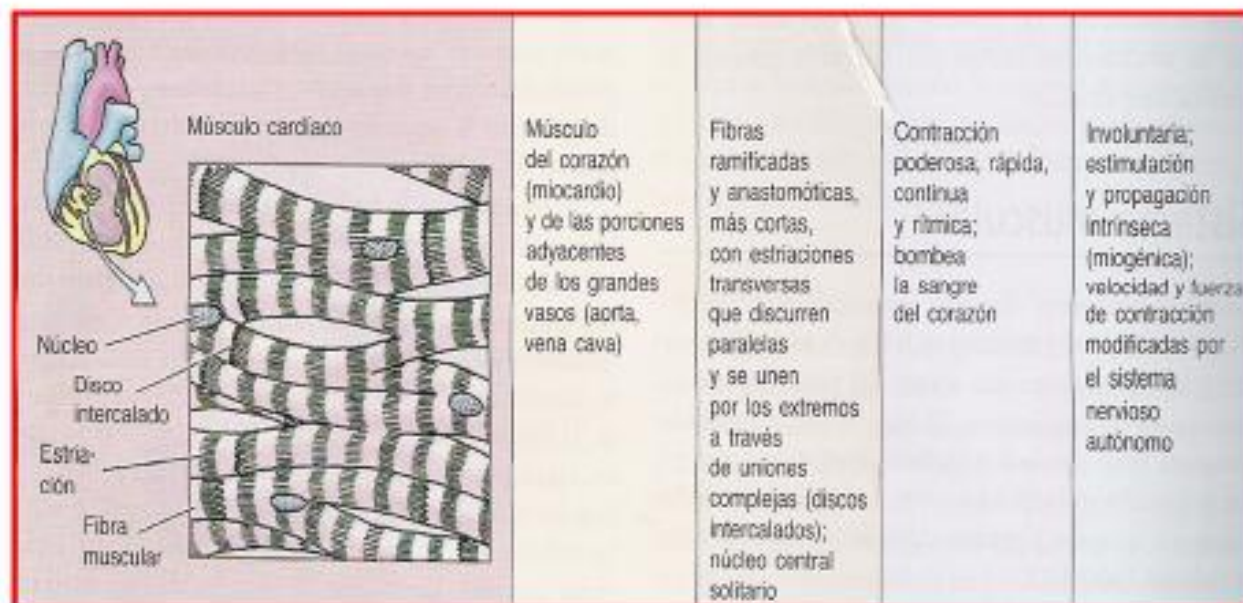 Músculo cardíaco
Núcleo
Disco
intercalado
Estria-
ción
Fibra
muscular
Músculo
del corazón
(miocardio)
y de las porciones
adyacentes
de los grandes
vasos (aorta,
vena cava)
Fibras
ramificadas
y anastomóticas,
más cortas,
con estriaciones
transversas
que discurren
paralelas
y se unen
por los extremos
a través
de uniones
complejas (discos
intercalados);
núcleo central
solitario
Contracción
poderosa, rápida,
continua
y rítmica;
bombea
la sangre
del corazón
Involuntaria;
estimulación
y propagación
intrínseca
(miogénica);
velocidad y fuerza
de contracción
modificadas por
el sistema
nervioso
autónomo